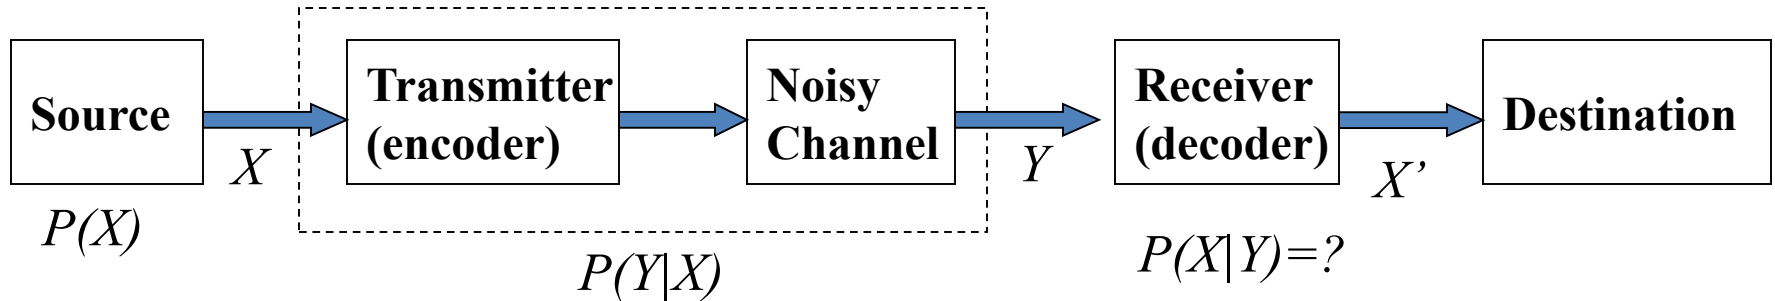 Source
Transmitter
(encoder)
Noisy
Channel
Receiver
(decoder)
Destination
X
Y
X’
P(X)
P(Y|X)
P(X|Y)=?